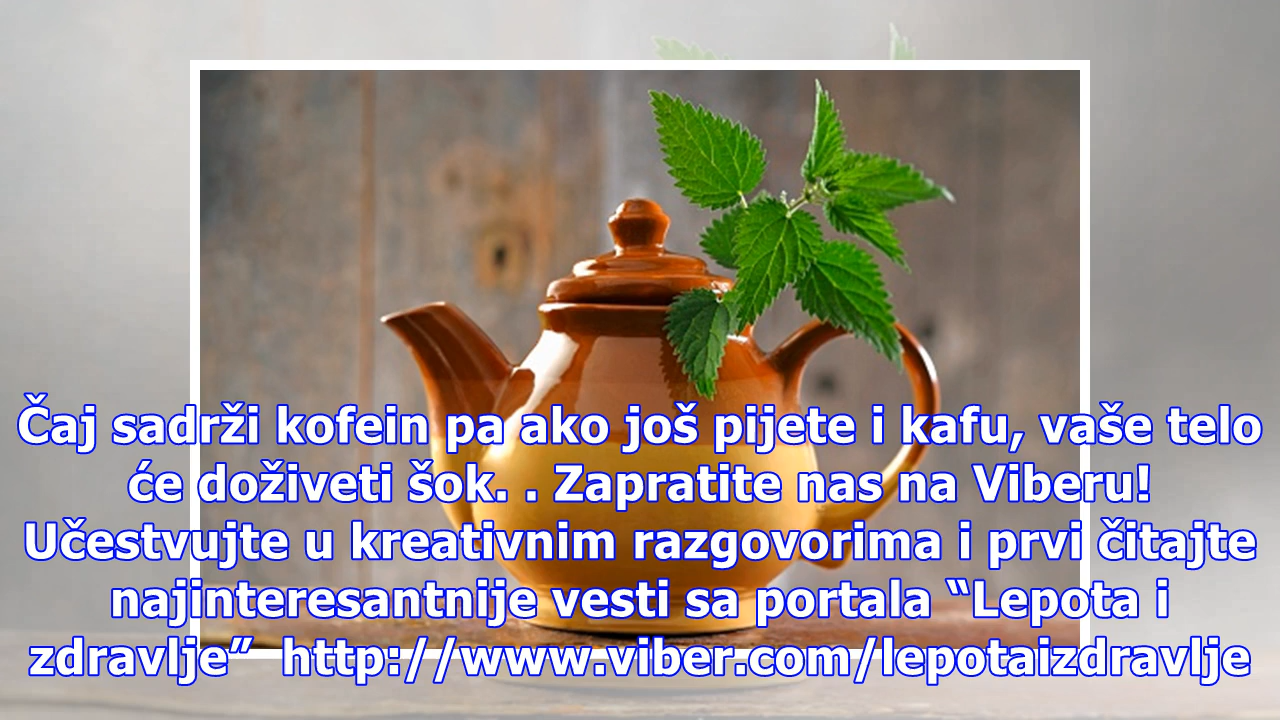 Čaj sadrži kofein pa ako još pijete i kafu, vaše telo
će doživeti šok. . Zapratite nas na Viberu!
Učestvujte u kreativnim razgovorima i prvi čitajte
najinteresantnije vesti sa portala “Lepota i
zdravlje”  http://www.viber.com/lepotaizdravlje